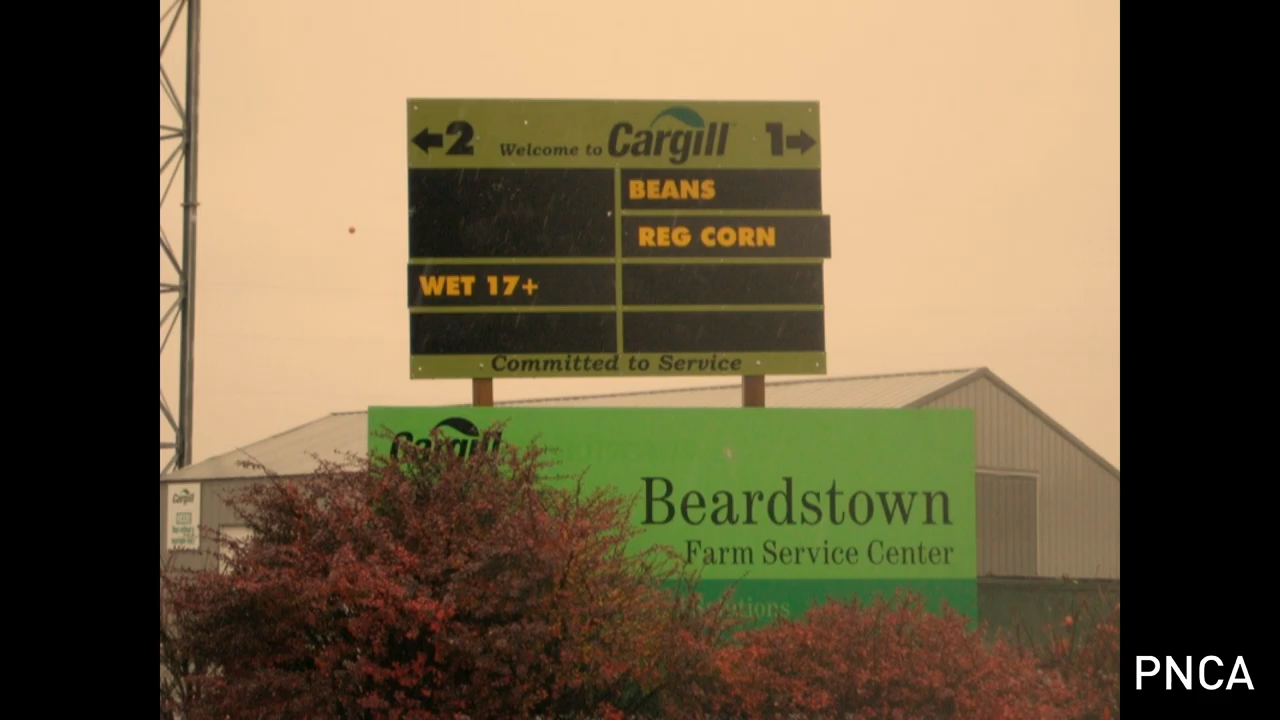 2 Welcome to Cargill 1
BEANS
REG CORN
WET 17+
Committed to Service
Cargill
Beardstown
Farm Service Center
Cargill
PNCA